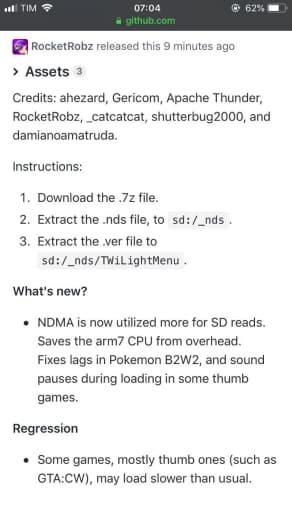 TIM 07:04 62%
github.com
RocketRobz released this 9 minutes ago
Assets 3
Credits: ahezard, Gericom, Apache Thunder,
RocketRobz, _catcatcat, shutterbug2000, and
damianoamatruda.
Instructions:
1. Download the .7z file.
2. Extract the .nds file, to sd:/_nds .
3. Extract the .ver file to
sd:/_nds/TWiLightMenu .
What's new?
• NDMA is now utilized more for SD reads.
Saves the arm7 CPU from overhead.
Fixes lags in Pokemon B2W2, and sound
pauses during loading in some thumb
games.
Regression
• Some games, mostly thumb ones (such as
GTA:CW), may load slower than usual.